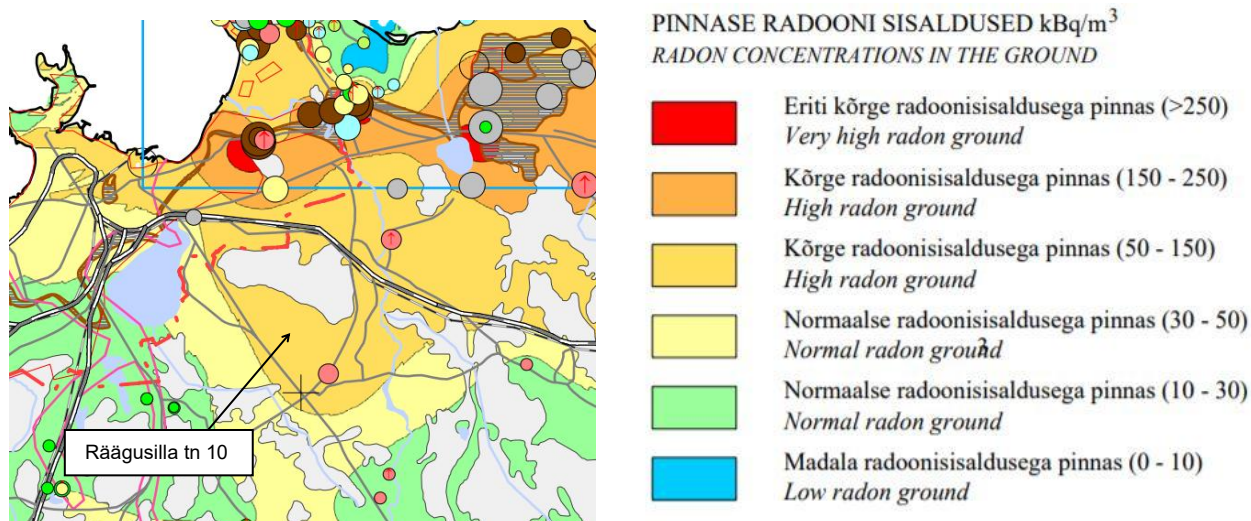 Räägusilla tn 10
PINNASE RADOONI SISALDUSED kBq/m³
RADON CONCENTRATIONS IN THE GROUND
Eriti kõrge radoonisisaldusega pinnas (>250)
Very high radon ground
Kõrge radoonisisaldusega pinnas (150 - 250)
High radon ground
Kõrge radoonisisaldusega pinnas (50 - 150)
High radon ground
Normaalse radoonisisaldusega pinnas (30 - 50)
Normal radon ground
Normaalse radoonisisaldusega pinnas (10 - 30)
Normal radon ground
Madala radoonisisaldusega pinnas (0 - 10)
Low radon ground